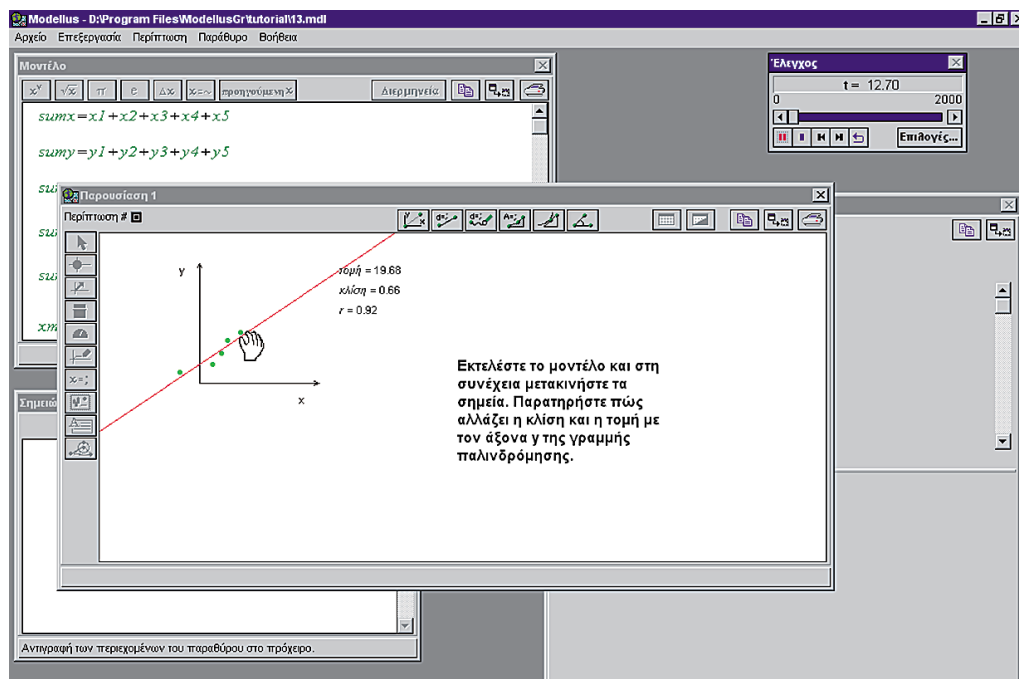 Modellus - D:\Program Files\ModellusGr\tutorial\13.mdl
Αρχείο Επεξεργασία Περίπτωση Παράθυρο Βοήθεια
Μοντέλο
xʸ √x π e Δx x=~ προηγούμενη x Διερμηνεία
sumx=x1+x2+x3+x4+x5
sumy=y1+y2+y3+y4+y5
Έλεγχος
t = 12.70
0 2000
Επιλογές...
Παρουσίαση 1
Περίπτωση #
y
x
τομή = 19.68
κλίση = 0.66
r = 0.92
Εκτελέστε το μοντέλο και στη
συνέχεια μετακινήστε τα
σημεία. Παρατηρήστε πώς
αλλάζει η κλίση και η τομή με
τον άξονα y της γραμμής
παλινδρόμησης.
Αντιγραφή των περιεχομένων του παραθύρου στο πρόχειρο.